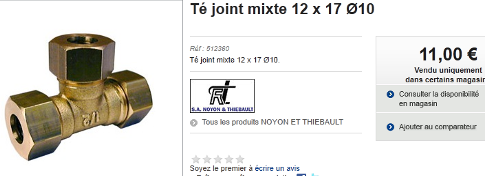 Té joint mixte 12 x 17 Ø10
Réf : 512360
Té joint mixte 12 x 17 Ø10.
S.A. NOYON & THIEBAULT
Tous les produits NOYON ET THIEBAULT
Soyez le premier à écrire un avis
11,00 €
Vendu uniquement
dans certains magasin
Consulter la disponibilité
en magasin
Ajouter au comparateur